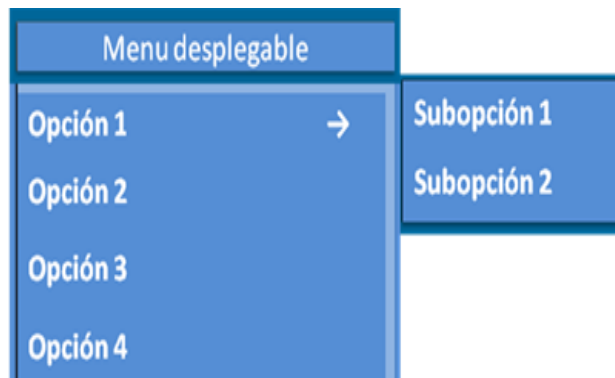 Menu desplegable
Opción 1 →
Opción 2
Opción 3
Opción 4
Subopción 1
Subopción 2